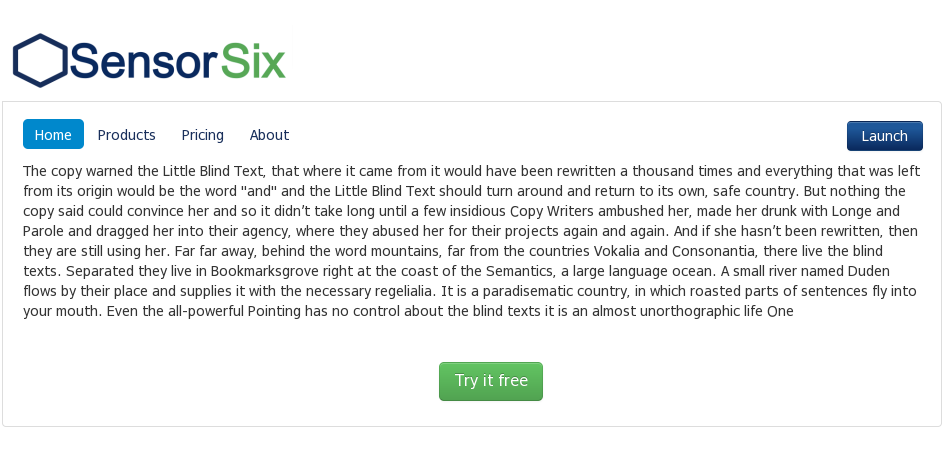 SensorSix
Home Products Pricing About Launch
The copy warned the Little Blind Text, that where it came from it would have been rewritten a thousand times and everything that was left
from its origin would be the word "and" and the Little Blind Text should turn around and return to its own, safe country. But nothing the
copy said could convince her and so it didn’t take long until a few insidious Copy Writers ambushed her, made her drunk with Longe and
Parole and dragged her into their agency, where they abused her for their projects again and again. And if she hasn’t been rewritten, then
they are still using her. Far far away, behind the word mountains, far from the countries Vokalia and Consonantia, there live the blind
texts. Separated they live in Bookmarksgrove right at the coast of the Semantics, a large language ocean. A small river named Duden
flows by their place and supplies it with the necessary regelialia. It is a paradisematic country, in which roasted parts of sentences fly into
your mouth. Even the all-powerful Pointing has no control about the blind texts it is an almost unorthographic life One
Try it free